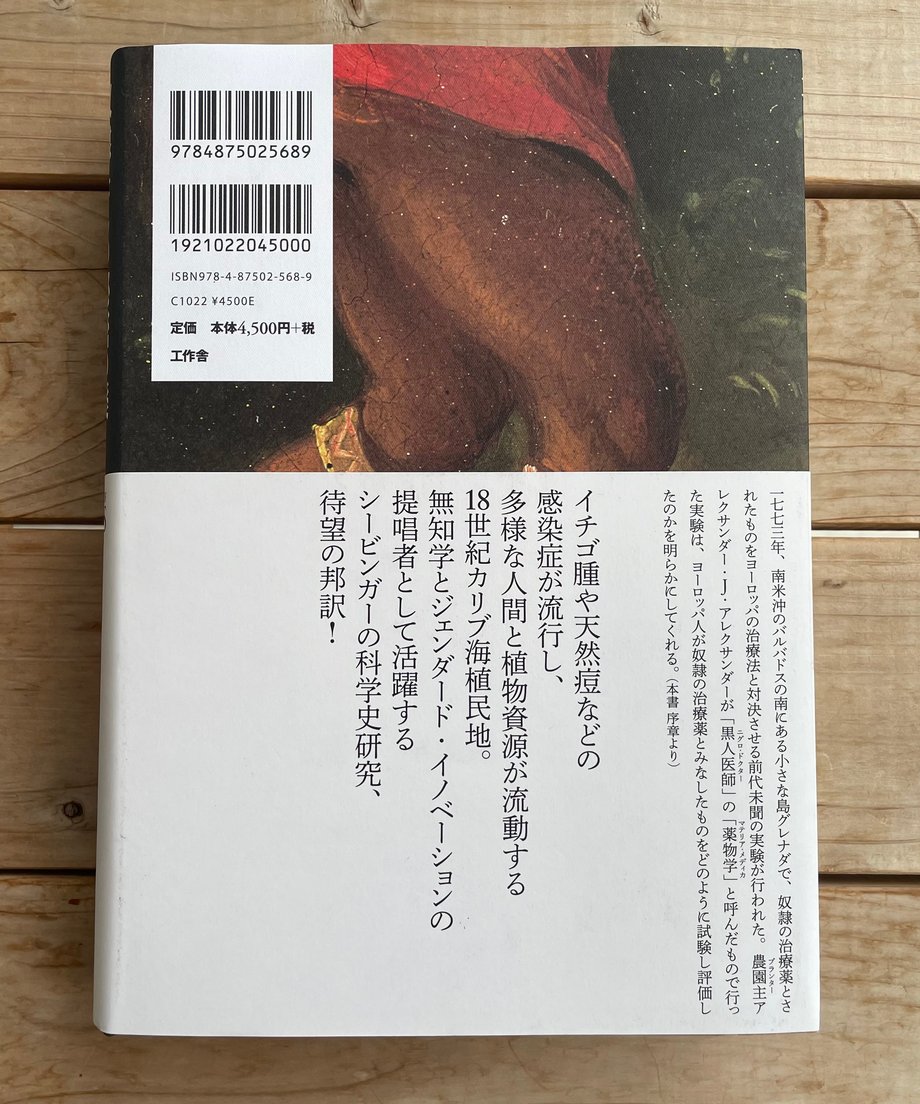 9784875025689
1921022045000
ISBN978-4-87502-568-9
C1022 ¥4500E
定価 本体4,500円+税
工作舎
一七七三年、南米沖のバルバドスの南にある小さな島グレナダで、奴隷の治療薬とさ
れたものをヨーロッパの治療法と対決させる前代未聞の実験が行われた。農園主ア
プランター
レクサンダー・J・アレクサンダーが「黒人医師」の「薬物学」と呼んだもので行っ
ニグロ・ドクター
マテリア・メディカ
た実験は、ヨーロッパ人が奴隷の治療薬とみなしたものをどのように試験し評価し
たのかを明らかにしてくれる。(本書 序章より)
イチゴ腫や天然痘などの
感染症が流行し、
多様な人間と植物資源が流動する
18世紀カリブ海植民地。
無知学とジェンダード・イノベーションの
提唱者として活躍する
シービンガーの科学史研究、
待望の邦訳!